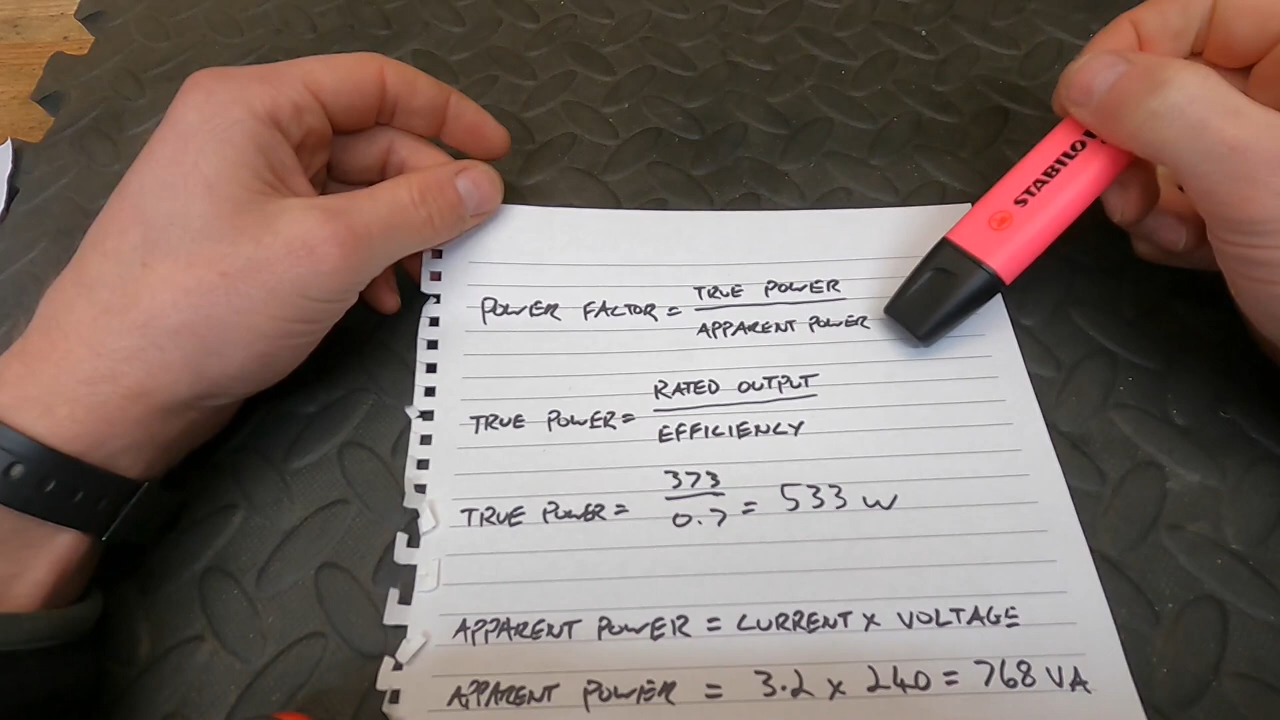 STABILO
POWER FACTOR = TRUE POWER
APPARENT POWER
TRUE POWER = RATED OUTPUT
EFFICIENCY
TRUE POWER = 373
0.7 = 533 W
APPARENT POWER = CURRENT X VOLTAGE
APPARENT POWER = 3.2 X 240 = 768 VA